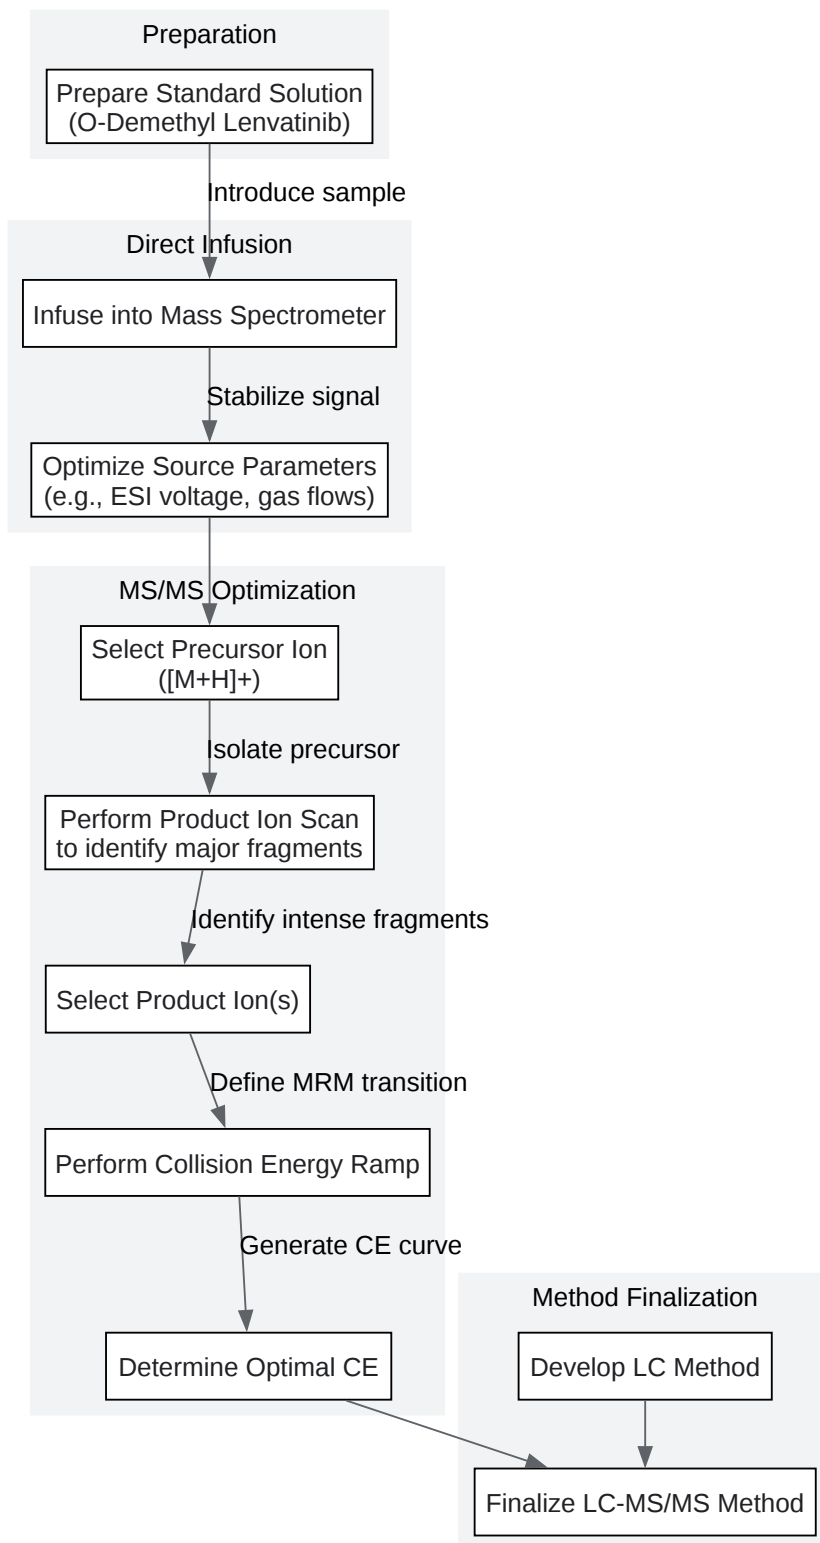 Preparation
Prepare Standard Solution
(O-Demethyl Lenvatinib)
Introduce sample
Direct Infusion
Infuse into Mass Spectrometer
Stabilize signal
Optimize Source Parameters
(e.g., ESI voltage, gas flows)
MS/MS Optimization
Select Precursor Ion
([M+H]+)
Isolate precursor
Perform Product Ion Scan
to identify major fragments
Identify intense fragments
Select Product Ion(s)
Define MRM transition
Perform Collision Energy Ramp
Generate CE curve
Determine Optimal CE
Method Finalization
Develop LC Method
Finalize LC-MS/MS Method